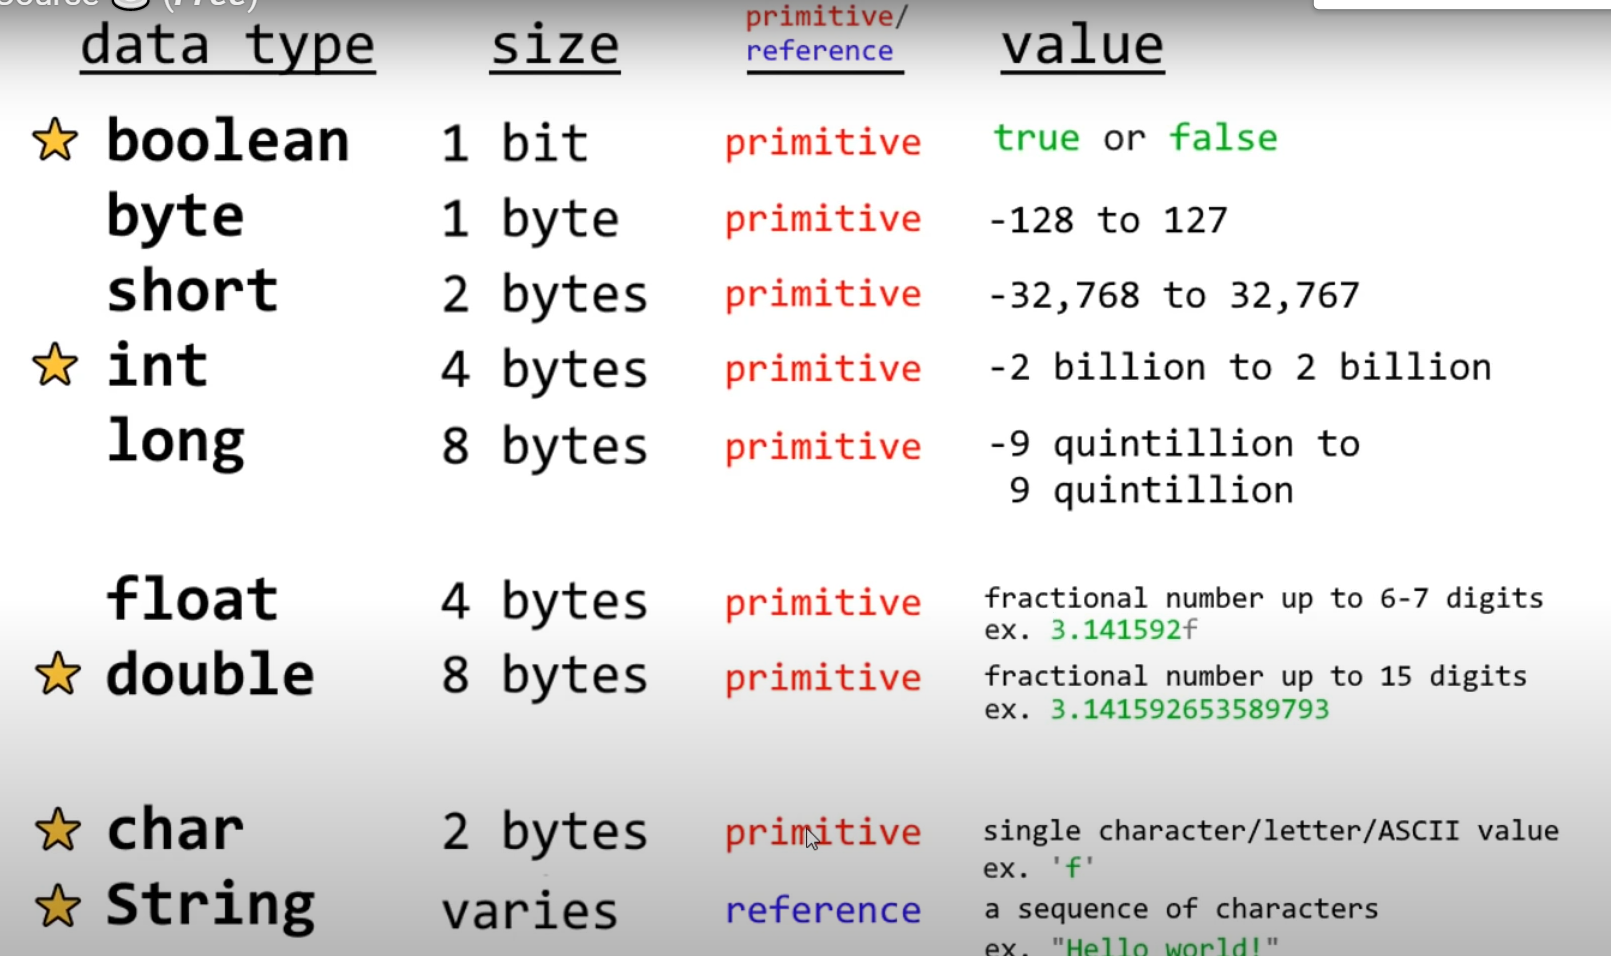 (Free)
data type size primitive/
reference value
boolean 1 bit primitive true or false
byte 1 byte primitive -128 to 127
short 2 bytes primitive -32,768 to 32,767
int 4 bytes primitive -2 billion to 2 billion
long 8 bytes primitive -9 quintillion to
9 quintillion
float 4 bytes primitive fractional number up to 6-7 digits
ex. 3.141592f
double 8 bytes primitive fractional number up to 15 digits
ex. 3.141592653589793
char 2 bytes primitive single character/letter/ASCII value
ex. 'f'
String varies reference a sequence of characters
ex. "Hello world!"